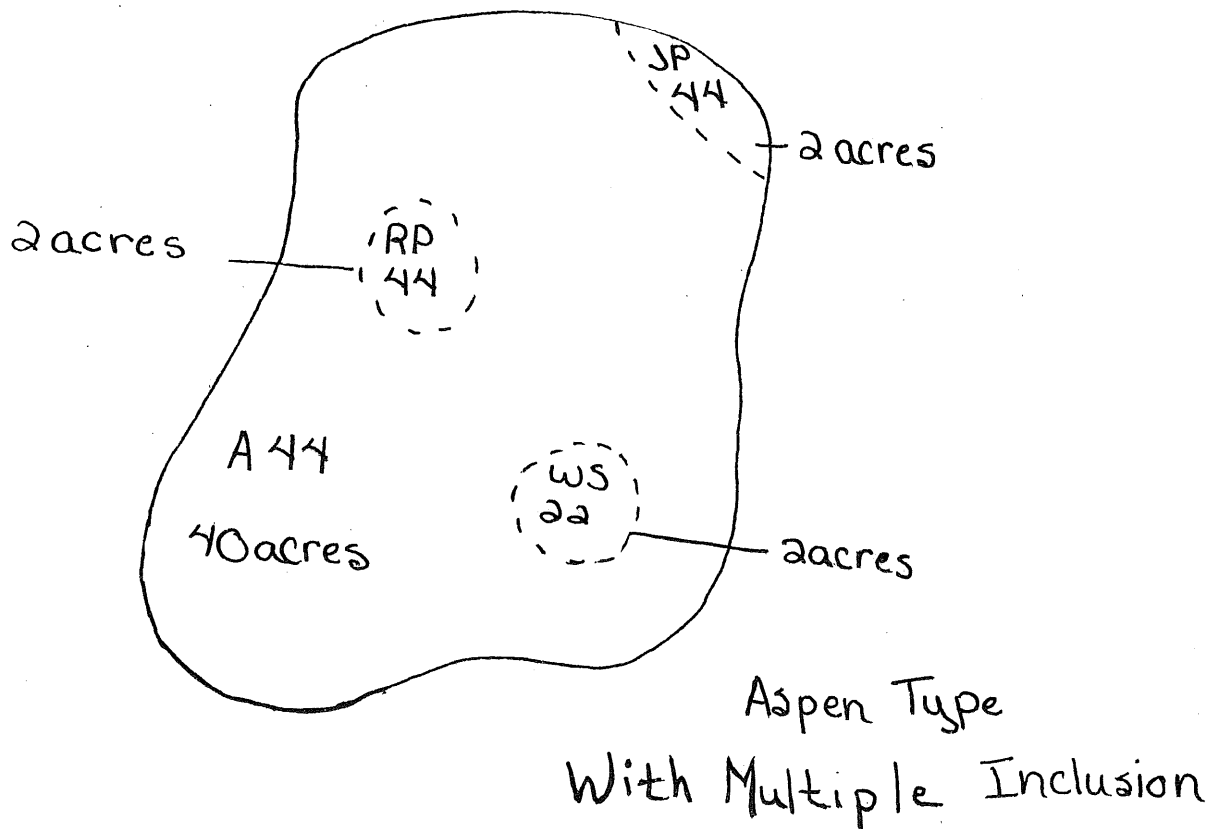 JP
44
2 acres
2 acres
RP
44
A 44
40 acres
WS
22
2 acres
Aspen Type
With Multiple Inclusion